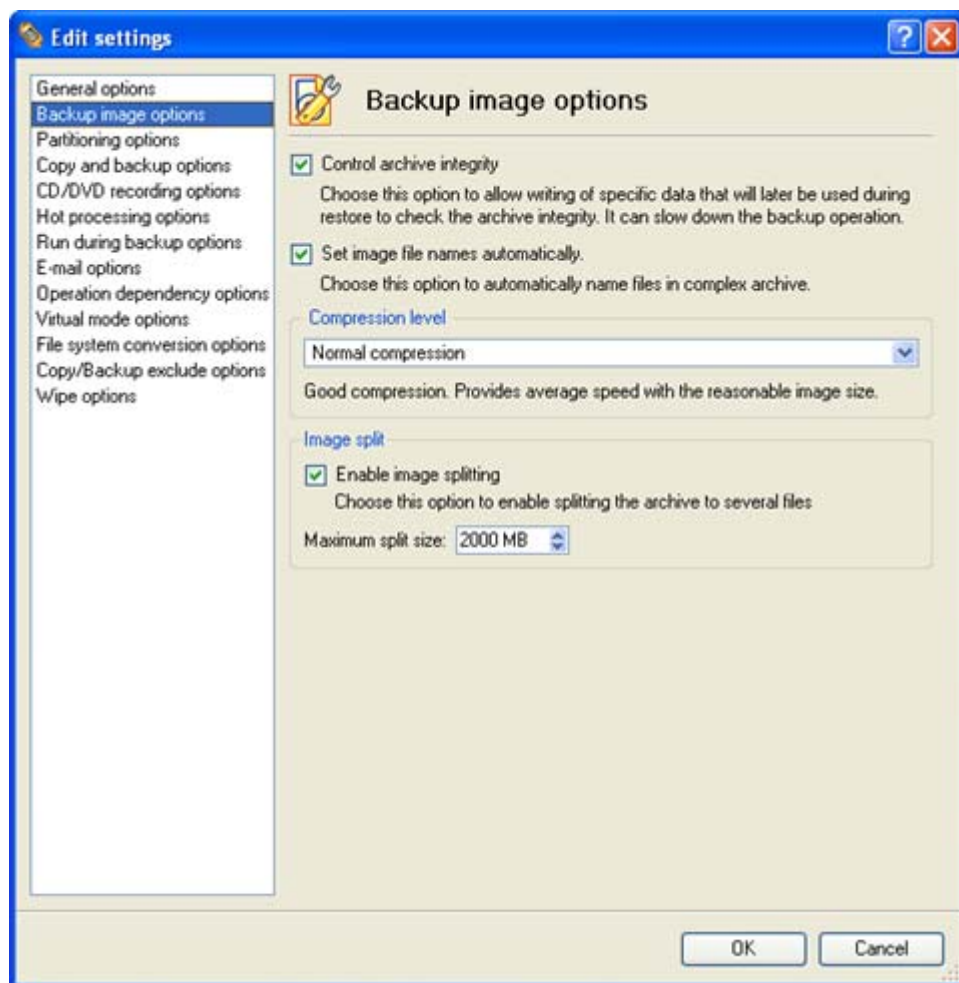 Edit settings
General options
Backup image options
Partitioning options
Copy and backup options
CD/DVD recording options
Hot processing options
Run during backup options
E-mail options
Operation dependency options
Virtual mode options
File system conversion options
Copy/Backup exclude options
Wipe options
Backup image options
Control archive integrity
Choose this option to allow writing of specific data that will later be used during
restore to check the archive integrity. It can slow down the backup operation.
Set image file names automatically.
Choose this option to automatically name files in complex archive.
Compression level
Normal compression
Good compression. Provides average speed with the reasonable image size.
Image split
Enable image splitting
Choose this option to enable splitting the archive to several files
Maximum split size: 2000 MB
OK Cancel